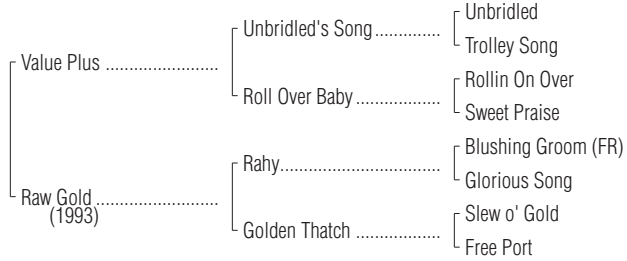 Unbridled
Unbridled's Song..............
Trolley Song
Value Plus ........................
Rollin On Over
Roll Over Baby ..................
Sweet Praise
Blushing Groom (FR)
Rahy..................................
Glorious Song
Raw Gold ..........................
(1993)
Slew o' Gold
Golden Thatch ..................
Free Port